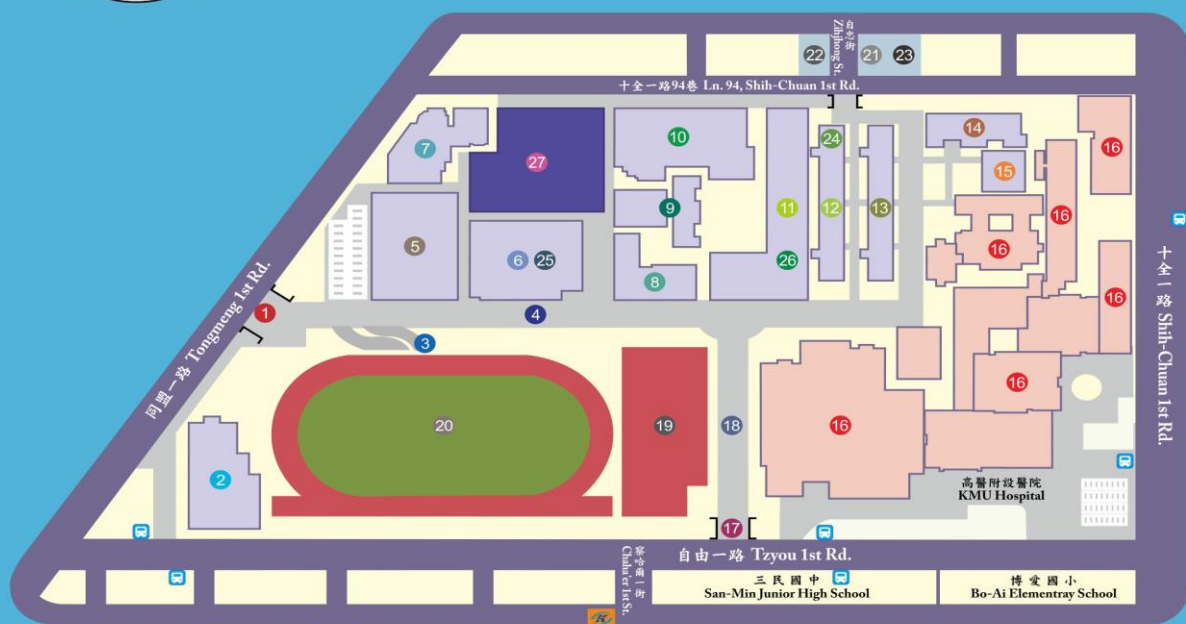 自忠街
Zihjhong St.
22
21
23
十全一路94巷 Ln. 94, Shih-Chuan 1st Rd.
7
27
10
24
14
16
15
9
11
12
13
16
5
6
25
8
26
16
16
十全一路 Shih-Chuan 1st Rd.
同盟一路 Tongmeng 1st Rd.
1
4
3
16
20
19
18
16
2
高醫附設醫院
KMU Hospital
17
自由一路 Tzyou 1st Rd.
察哈爾一街
Chaha'er 1st St.
三民國中
San-Min Junior High School
博愛國小
Bo-Ai Elementray School